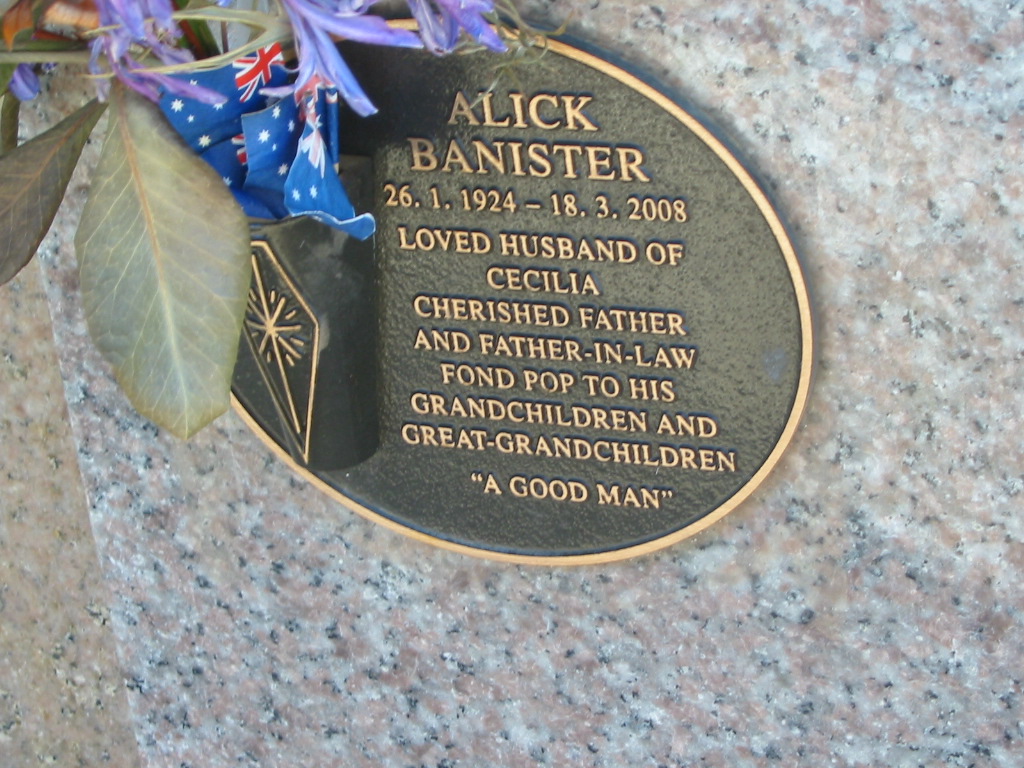 ALICK
BANISTER
26. 1. 1924 – 18. 3. 2008
LOVED HUSBAND OF
CECILIA
CHERISHED FATHER
AND FATHER-IN-LAW
FOND POP TO HIS
GRANDCHILDREN AND
GREAT-GRANDCHILDREN
"A GOOD MAN"